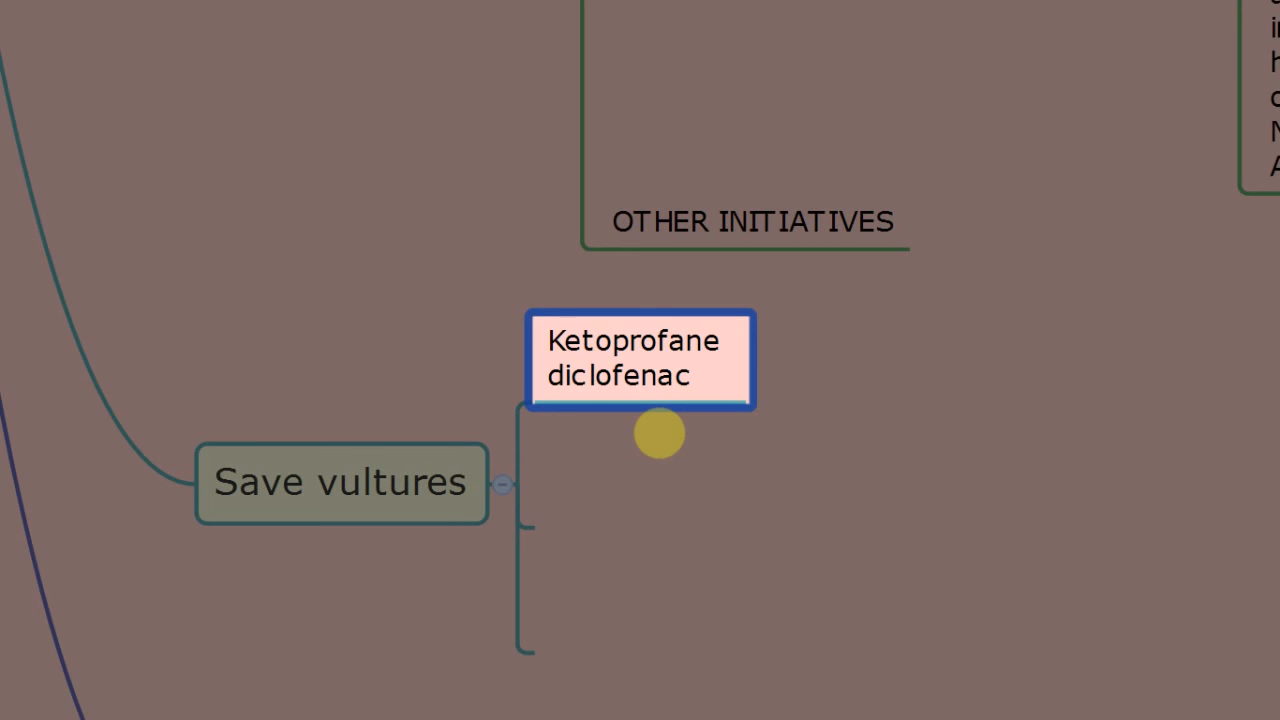 OTHER INITIATIVES
Ketoprofane
diclofenac
Save vultures